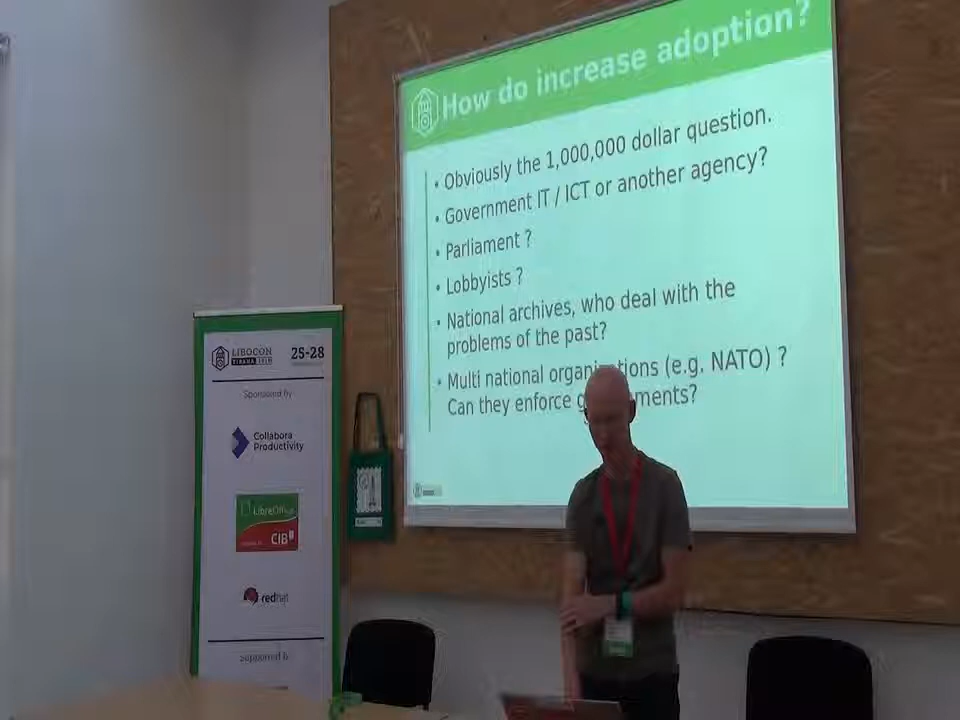 How do increase adoption?
• Obviously the 1,000,000 dollar question.
• Government IT / ICT or another agency?
• Parliament ?
• Lobbyists ?
• National archives, who deal with the
problems of the past?
• Multi national organizations (e.g. NATO) ?
Can they enforce
LIBOCON
25-28
Sponsored by
Collabora
Productivity
LibreOffice
CIB
redhat